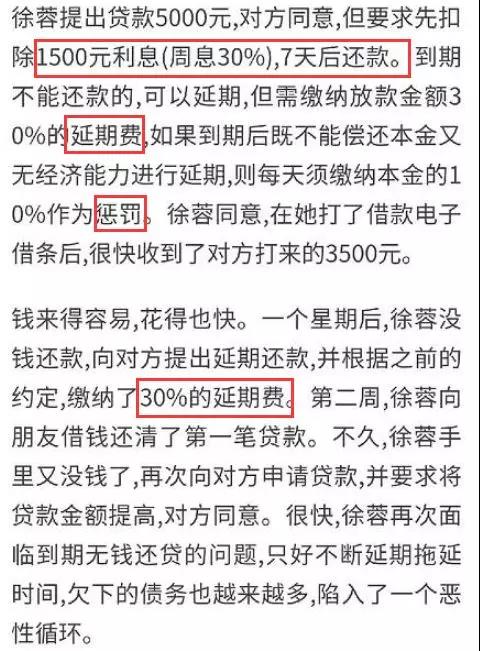 徐蓉提出贷款5000元,对方同意,但要求先扣
除1500元利息(周息30%),7天后还款。到期
不能还款的,可以延期,但需缴纳放款金额3
0%的延期费,如果到期后既不能偿还本金又
无经济能力进行延期,则每天须缴纳本金的1
0%作为惩罚。徐蓉同意,在她打了借款电子
借条后,很快收到了对方打来的3500元。
钱来得容易,花得也快。一个星期后,徐蓉没
钱还款,向对方提出延期还款,并根据之前的
约定,缴纳了30%的延期费。第二周,徐蓉向
朋友借钱还清了第一笔贷款。不久,徐蓉手
里又没钱了,再次向对方申请贷款,并要求将
贷款金额提高,对方同意。很快,徐蓉再次面
临到期无钱还贷的问题,只好不断延期拖延
时间,欠下的债务也越来越多,陷入了一个恶
性循环。